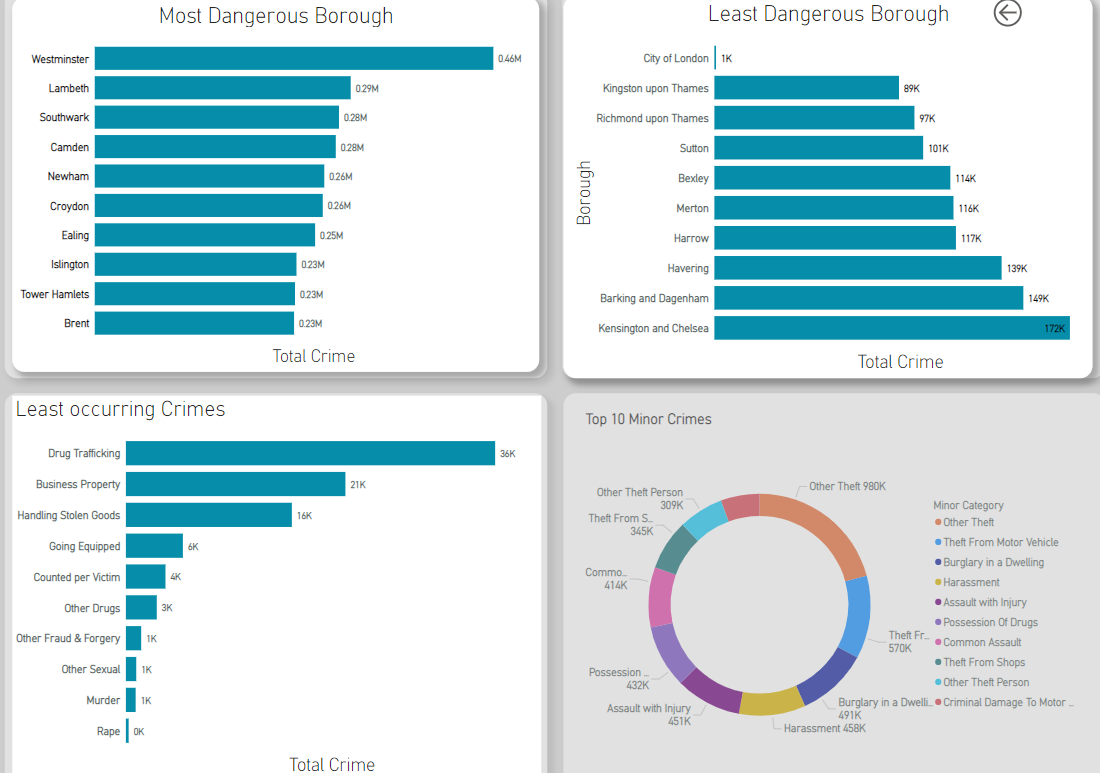 Most Dangerous Borough
Westminster 0.46M
Lambeth 0.29M
Southwark 0.28M
Camden 0.28M
Newham 0.26M
Croydon 0.26M
Ealing 0.25M
Islington 0.23M
Tower Hamlets 0.23M
Brent 0.23M
Total Crime
Least Dangerous Borough
Borough
City of London 1K
Kingston upon Thames 89K
Richmond upon Thames 97K
Sutton 101K
Bexley 114K
Merton 116K
Harrow 117K
Havering 139K
Barking and Dagenham 149K
Kensington and Chelsea 172K
Total Crime
Least occurring Crimes
Drug Trafficking 36K
Business Property 21K
Handling Stolen Goods 16K
Going Equipped 6K
Counted per Victim 4K
Other Drugs 3K
Other Fraud & Forgery 1K
Other Sexual 1K
Murder 1K
Rape 0K
Total Crime
Top 10 Minor Crimes
Other Theft 980K
Theft Fr...
570K
Burglary in a Dwelli...
491K
Harassment 458K
Assault with Injury
451K
Possession ...
432K
Commo...
414K
Theft From S...
345K
Other Theft Person
309K
Minor Category
Other Theft
Theft From Motor Vehicle
Burglary in a Dwelling
Harassment
Assault with Injury
Possession Of Drugs
Common Assault
Theft From Shops
Other Theft Person
Criminal Damage To Motor ...